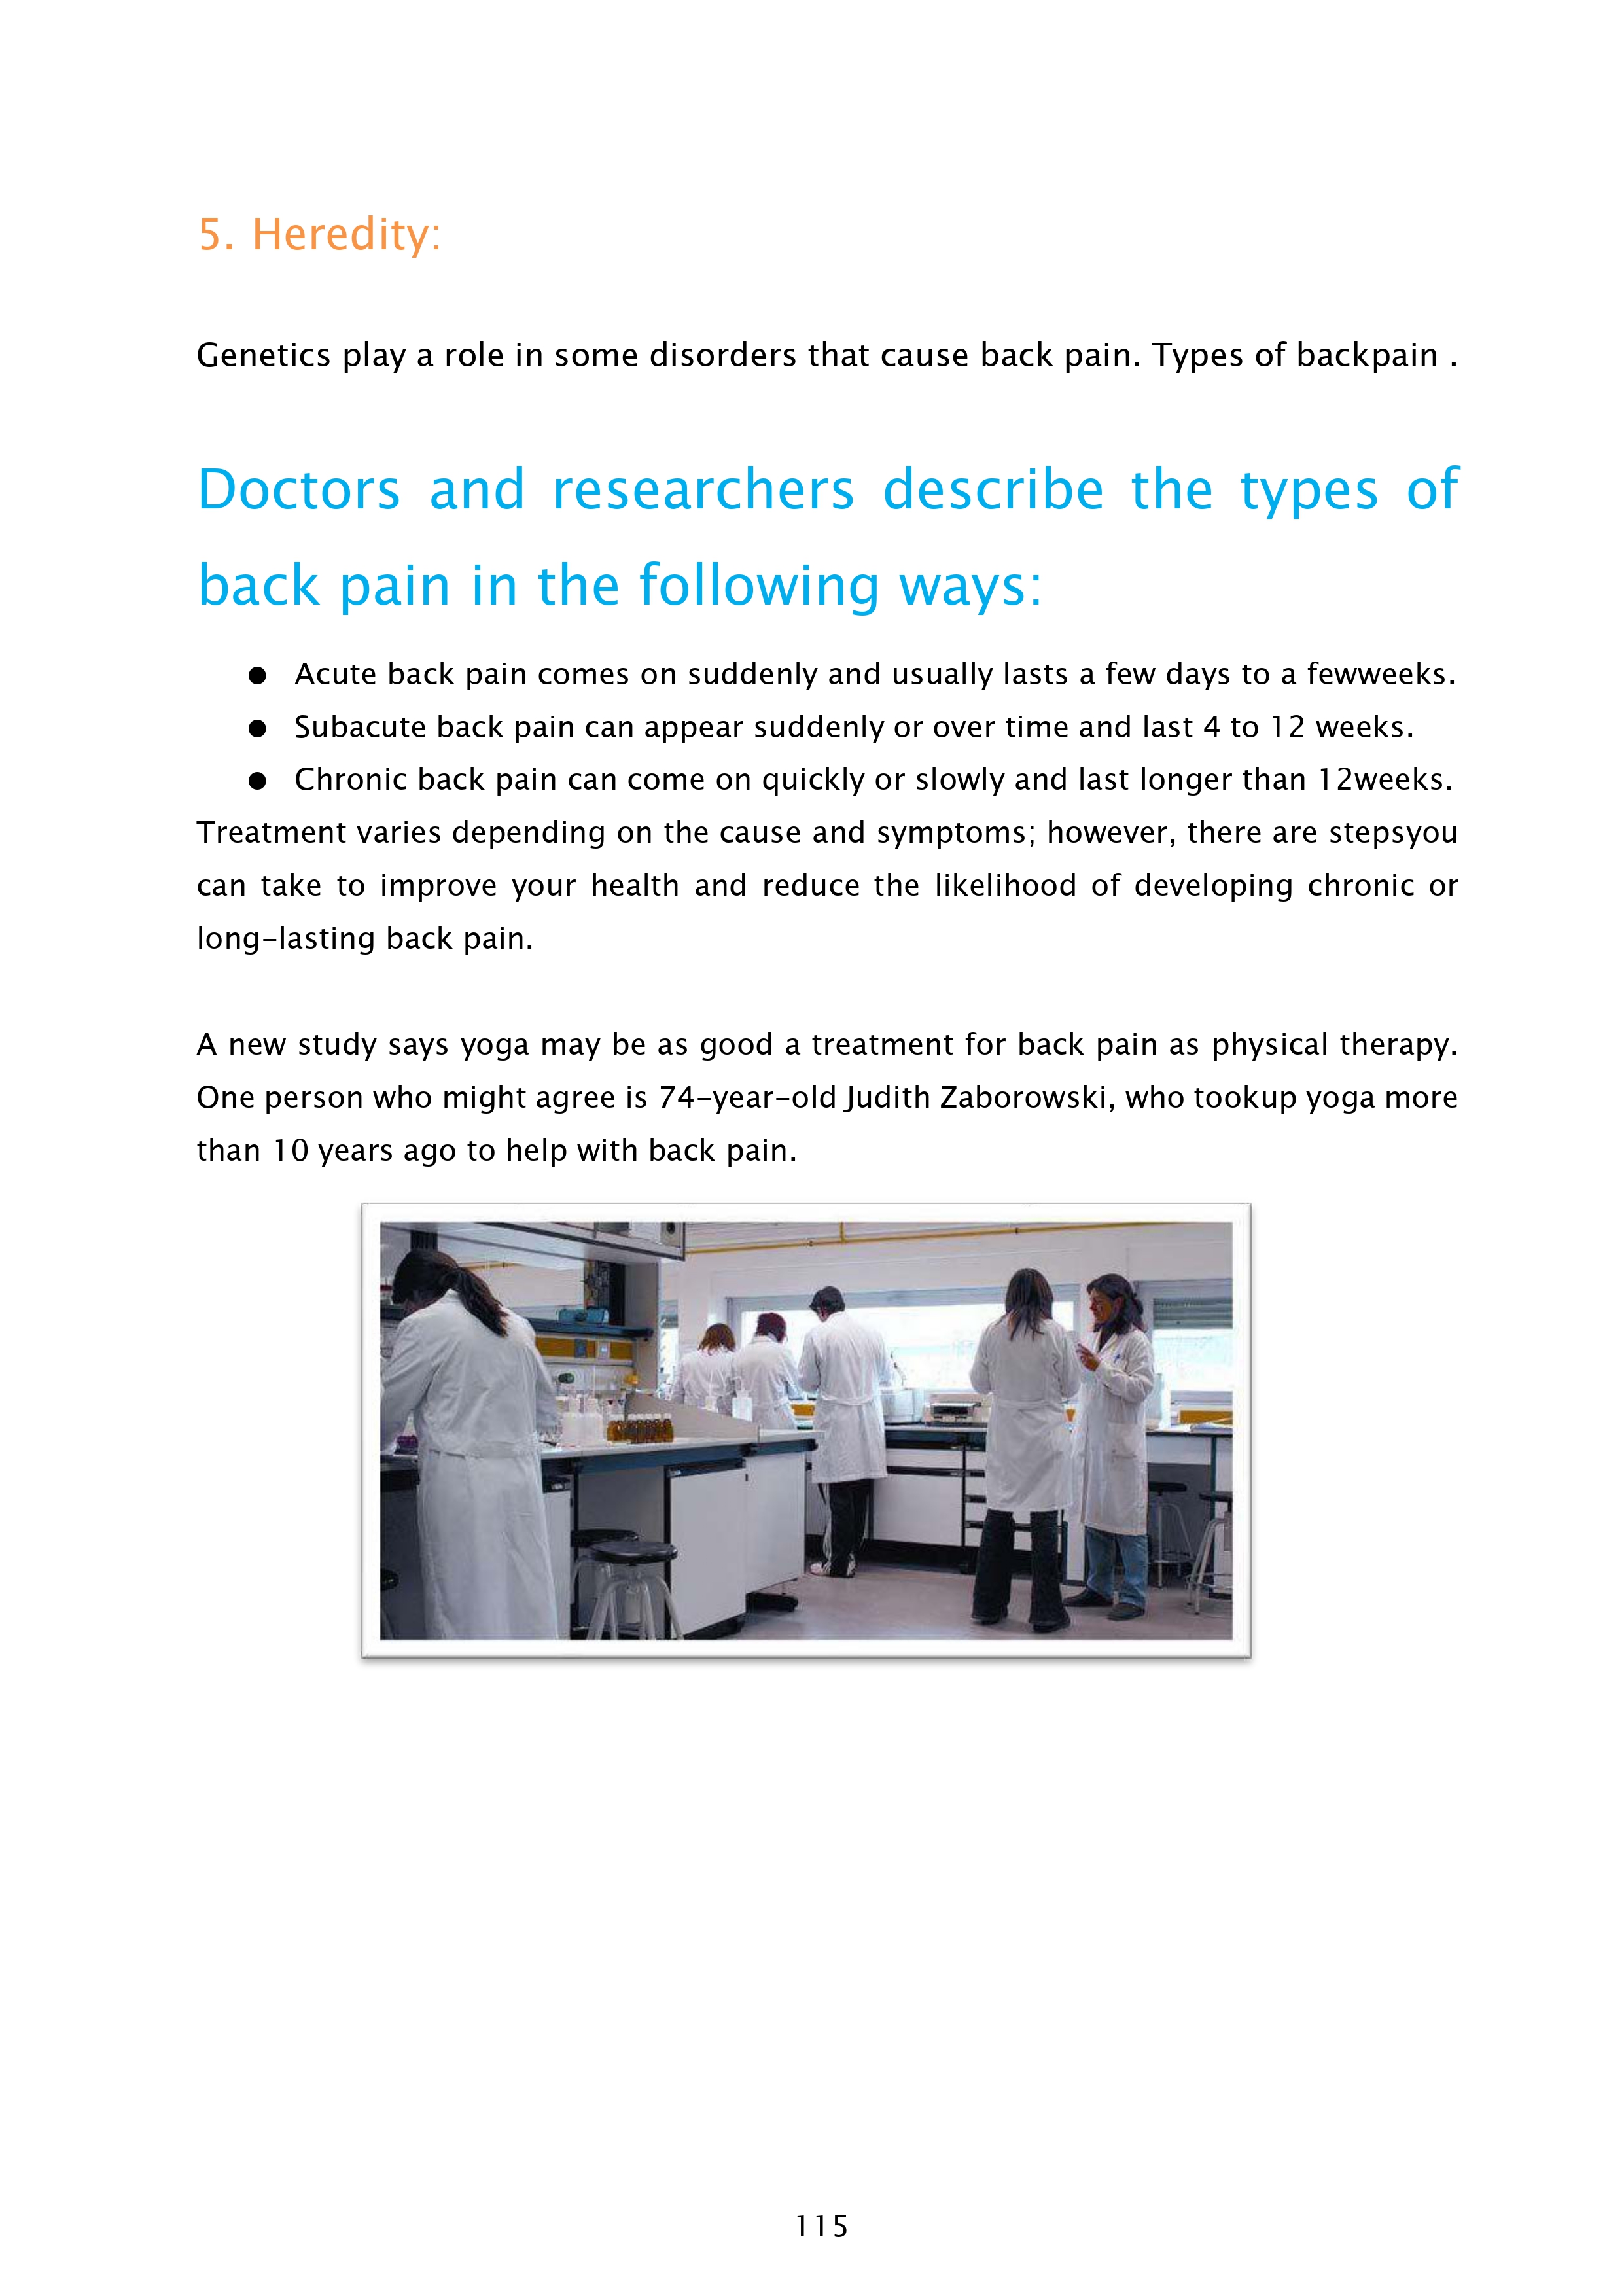 5. Heredity:
Genetics play a role in some disorders that cause back pain. Types of backpain .
Doctors and researchers describe the types of
back pain in the following ways:
● Acute back pain comes on suddenly and usually lasts a few days to a fewweeks.
● Subacute back pain can appear suddenly or over time and last 4 to 12 weeks.
● Chronic back pain can come on quickly or slowly and last longer than 12weeks.
Treatment varies depending on the cause and symptoms; however, there are stepsyou
can take to improve your health and reduce the likelihood of developing chronic or
long-lasting back pain.
A new study says yoga may be as good a treatment for back pain as physical therapy.
One person who might agree is 74-year-old Judith Zaborowski, who tookup yoga more
than 10 years ago to help with back pain.
115